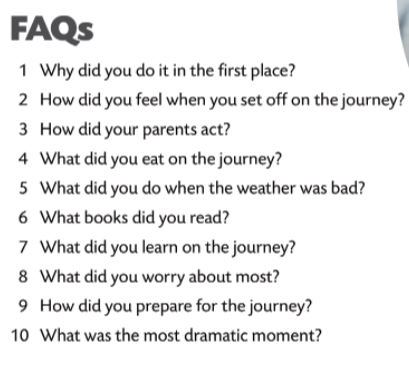 FAQs
1 Why did you do it in the first place?
2 How did you feel when you set off on the journey?
3 How did your parents act?
4 What did you eat on the journey?
5 What did you do when the weather was bad?
6 What books did you read?
7 What did you learn on the journey?
8 What did you worry about most?
9 How did you prepare for the journey?
10 What was the most dramatic moment?